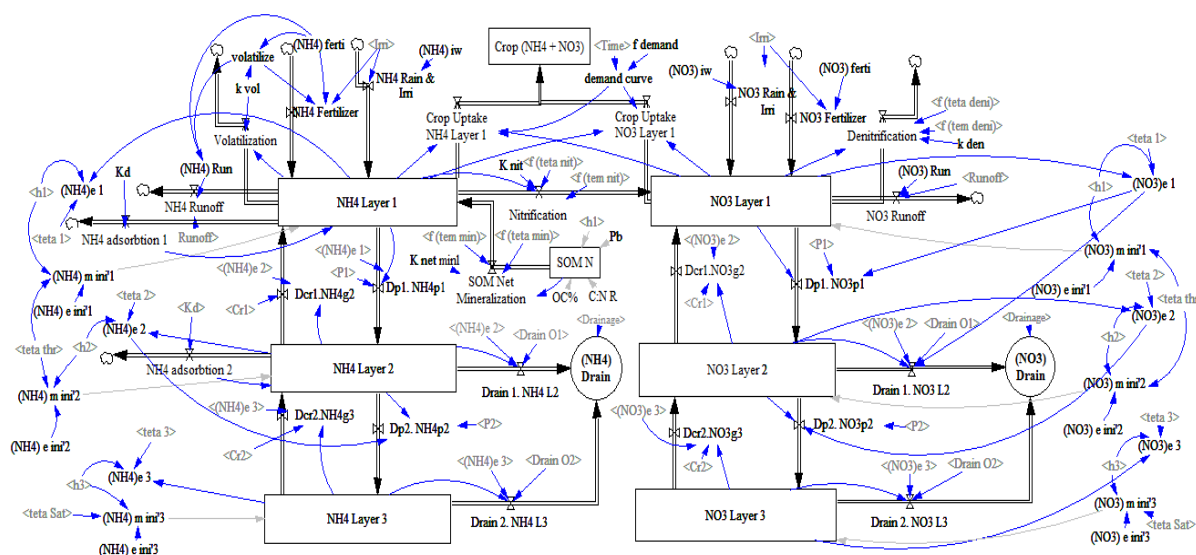 (NH4) ferti
<Irri>
(NH4) iw
volatilize
k vol
NH4 Rain &
Irri
NH4 Fertilizer
Volatilization
Crop (NH4 + NO3)
<Time>
f demand
demand curve
Crop Uptake
NH4 Layer 1
Crop Uptake
NO3 Layer 1
<Irri>
(NO3) iw
(NO3) ferti
NO3 Rain &
Irri
NO3 Fertilizer
Denitrification
<f (teta deni)
<f (tem deni)
k den
(NH4) Run
Kd
<h1>
(NH4)e 1
NH4 Runoff
<teta 1>
NH4 adsorbtion 1
Runoff>
NH4 Layer 1
K nit
<f (teta nit)
<f (tem nit)
Nitrification
NO3 Layer 1
(NO3) Run
<Runoff>
NO3 Runoff
<teta 1>
<h1>
(NO3)e 1
<f (tem min)
<f (teta min)
K net minl
SOM Net
Mineralization
<h1>
Pb
SOM N
OC%
C:N R
(NH4) m ini'1
(NH4) e ini'1
<(NH4)e 2>
<(NH4)e 1>
<P1>
Dcr1.NH4g2
Dp1. NH4p1
<Cr1>
<(NO3)e 2>
Dcr1.NO3g2
<Cr1>
<P1>
Dp1. NO3p1
(NO3) m ini'1
(NO3) e ini'1
<teta 2>
<teta thr>
(NO3)e 2
<teta 2>
(NH4)e 2
<Kd>
<h2>
<teta thr>
NH4 adsorbtion 2
NH4 Layer 2
<(NH4)e 2>
<Drain O1>
Drain 1. NH4 L2
<Drainage>
(NH4)
Drain
NO3 Layer 2
<(NO3)e 2>
<Drain O1>
Drain 1. NO3 L2
<Drainage>
(NO3)
Drain
<h2>
(NO3) m ini'2
(NO3) e ini'2
(NH4) m ini'2
(NH4) e ini'2
<(NH4)e 3>
Dcr2.NH4g3
<Cr2>
Dp2. NH4p2
<P2>
<(NO3)e 3>
Dcr2.NO3g3
<Cr2>
Dp2. NO3p2
<P2>
<teta 3>
(NO3)e 3
<h3>
<teta 3>
(NH4)e 3
<h3>
<teta Sat>
(NH4) m ini'3
(NH4) e ini'3
NH4 Layer 3
<(NH4)e 3>
<Drain O2>
Drain 2. NH4 L3
NO3 Layer 3
<(NO3)e 3>
<Drain O2>
Drain 2. NO3 L3
(NO3) m ini'3
(NO3) e ini'3
<teta Sat>